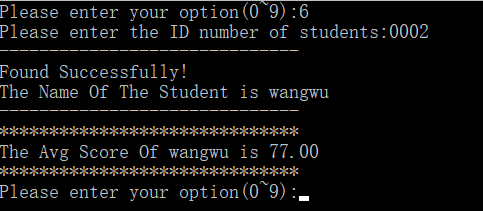 Please enter your option(0~9):6
Please enter the ID number of students:0002
------------------------------
Found Successfully!
The Name Of The Student is wangwu
------------------------------
******************************
The Avg Score Of wangwu is 77.00
******************************
Please enter your option(0~9):